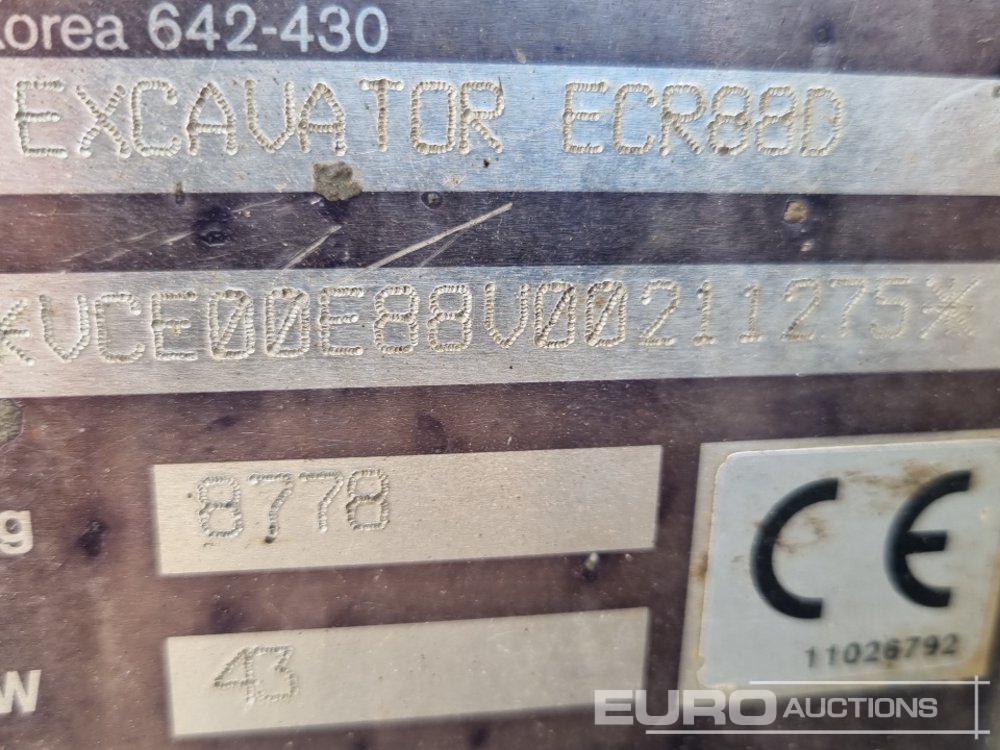 Korea 642-430
EXCAVATOR ECR88D
*VCE00E88V00211275*
g
8778
CE
W
43
11026792
EURO AUCTIONS